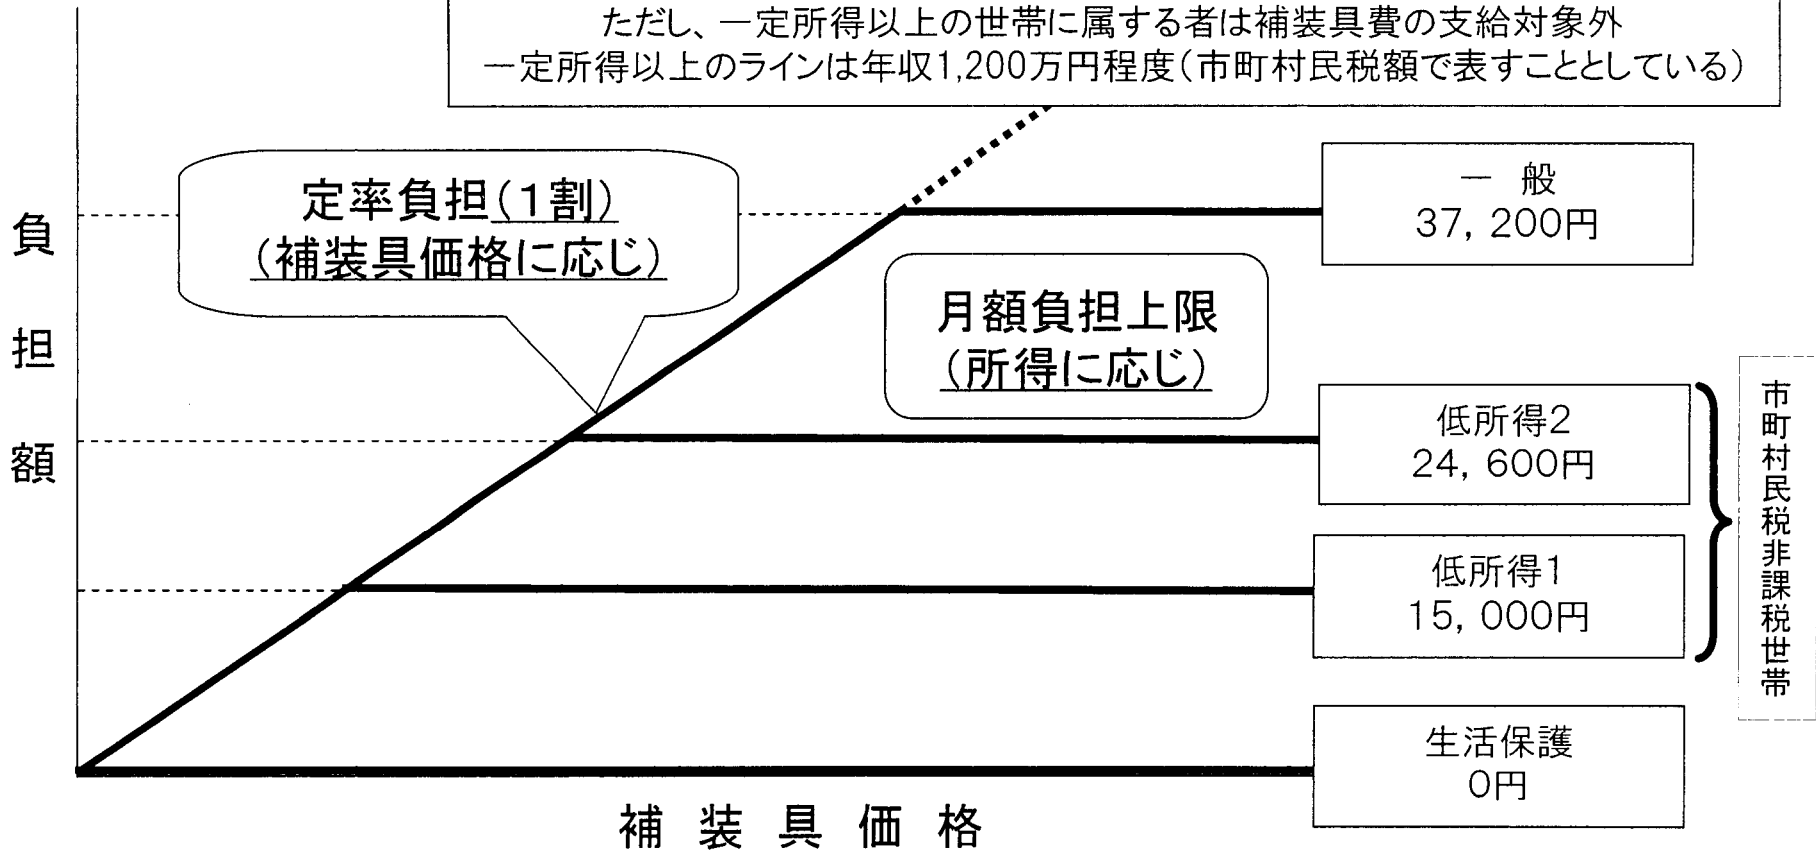 ただし、一定所得以上の世帯に属する者は補装具費の支給対象外
一定所得以上のラインは年収1,200万円程度（市町村民税額で表すこととしている）
定率負担（１割）
（補装具価格に応じ）
一　般
37，200円
負担額
月額負担上限
（所得に応じ）
低所得2
24，600円
市町村民税非課税世帯
低所得1
15，000円
生活保護
0円
補装具価格